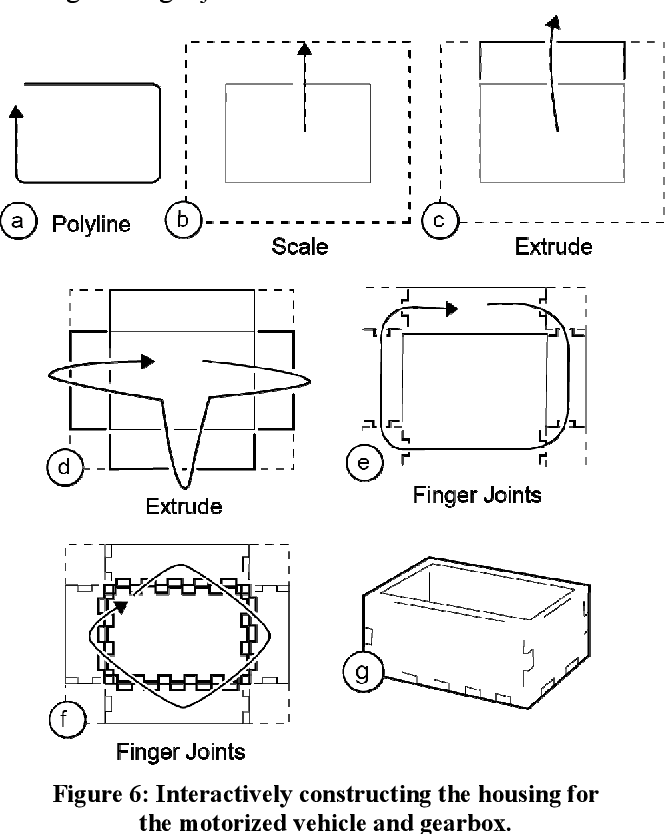 a
Polyline
b
Scale
c
Extrude
d
Extrude
e
Finger Joints
f
Finger Joints
g
Figure 6: Interactively constructing the housing for
the motorized vehicle and gearbox.